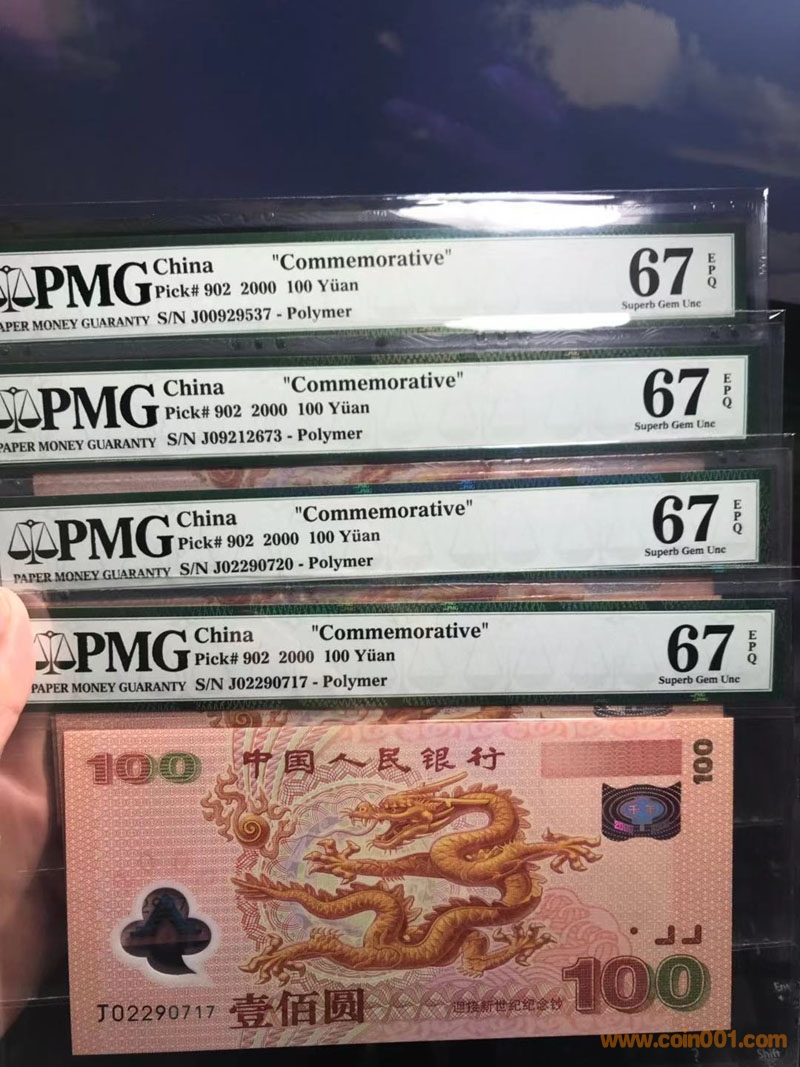 PMG China "Commemorative" 67 EPQ
Pick# 902 2000 100 Yüan
Superb Gem Unc
APER MONEY GUARANTY S/N J00929537 - Polymer
PMG China "Commemorative" 67 EPQ
Pick# 902 2000 100 Yüan
Superb Gem Unc
PAPER MONEY GUARANTY S/N J09212673 - Polymer
PMG China "Commemorative" 67 EPQ
Pick# 902 2000 100 Yüan
Superb Gem Unc
PAPER MONEY GUARANTY S/N J02290720 - Polymer
PMG China "Commemorative" 67 EPQ
Pick# 902 2000 100 Yüan
Superb Gem Unc
PAPER MONEY GUARANTY S/N J02290717 - Polymer
100 中国人民银行 100
J02290717 壹佰圆 迎接新世纪纪念钞 100
www.coin001.com
Shift